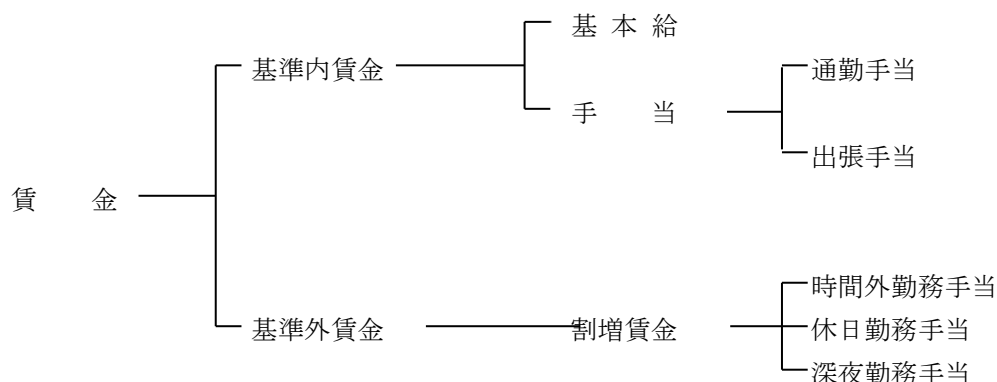 基 本 給
基準内賃金
通勤手当
手 当
出張手当
賃 金
時間外勤務手当
基準外賃金
割増賃金
休日勤務手当
深夜勤務手当